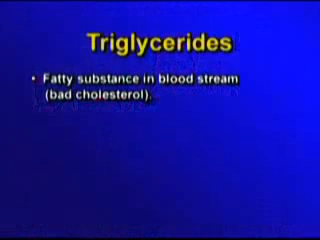 Triglycerides
• Fatty substance in blood stream
(bad cholesterol).